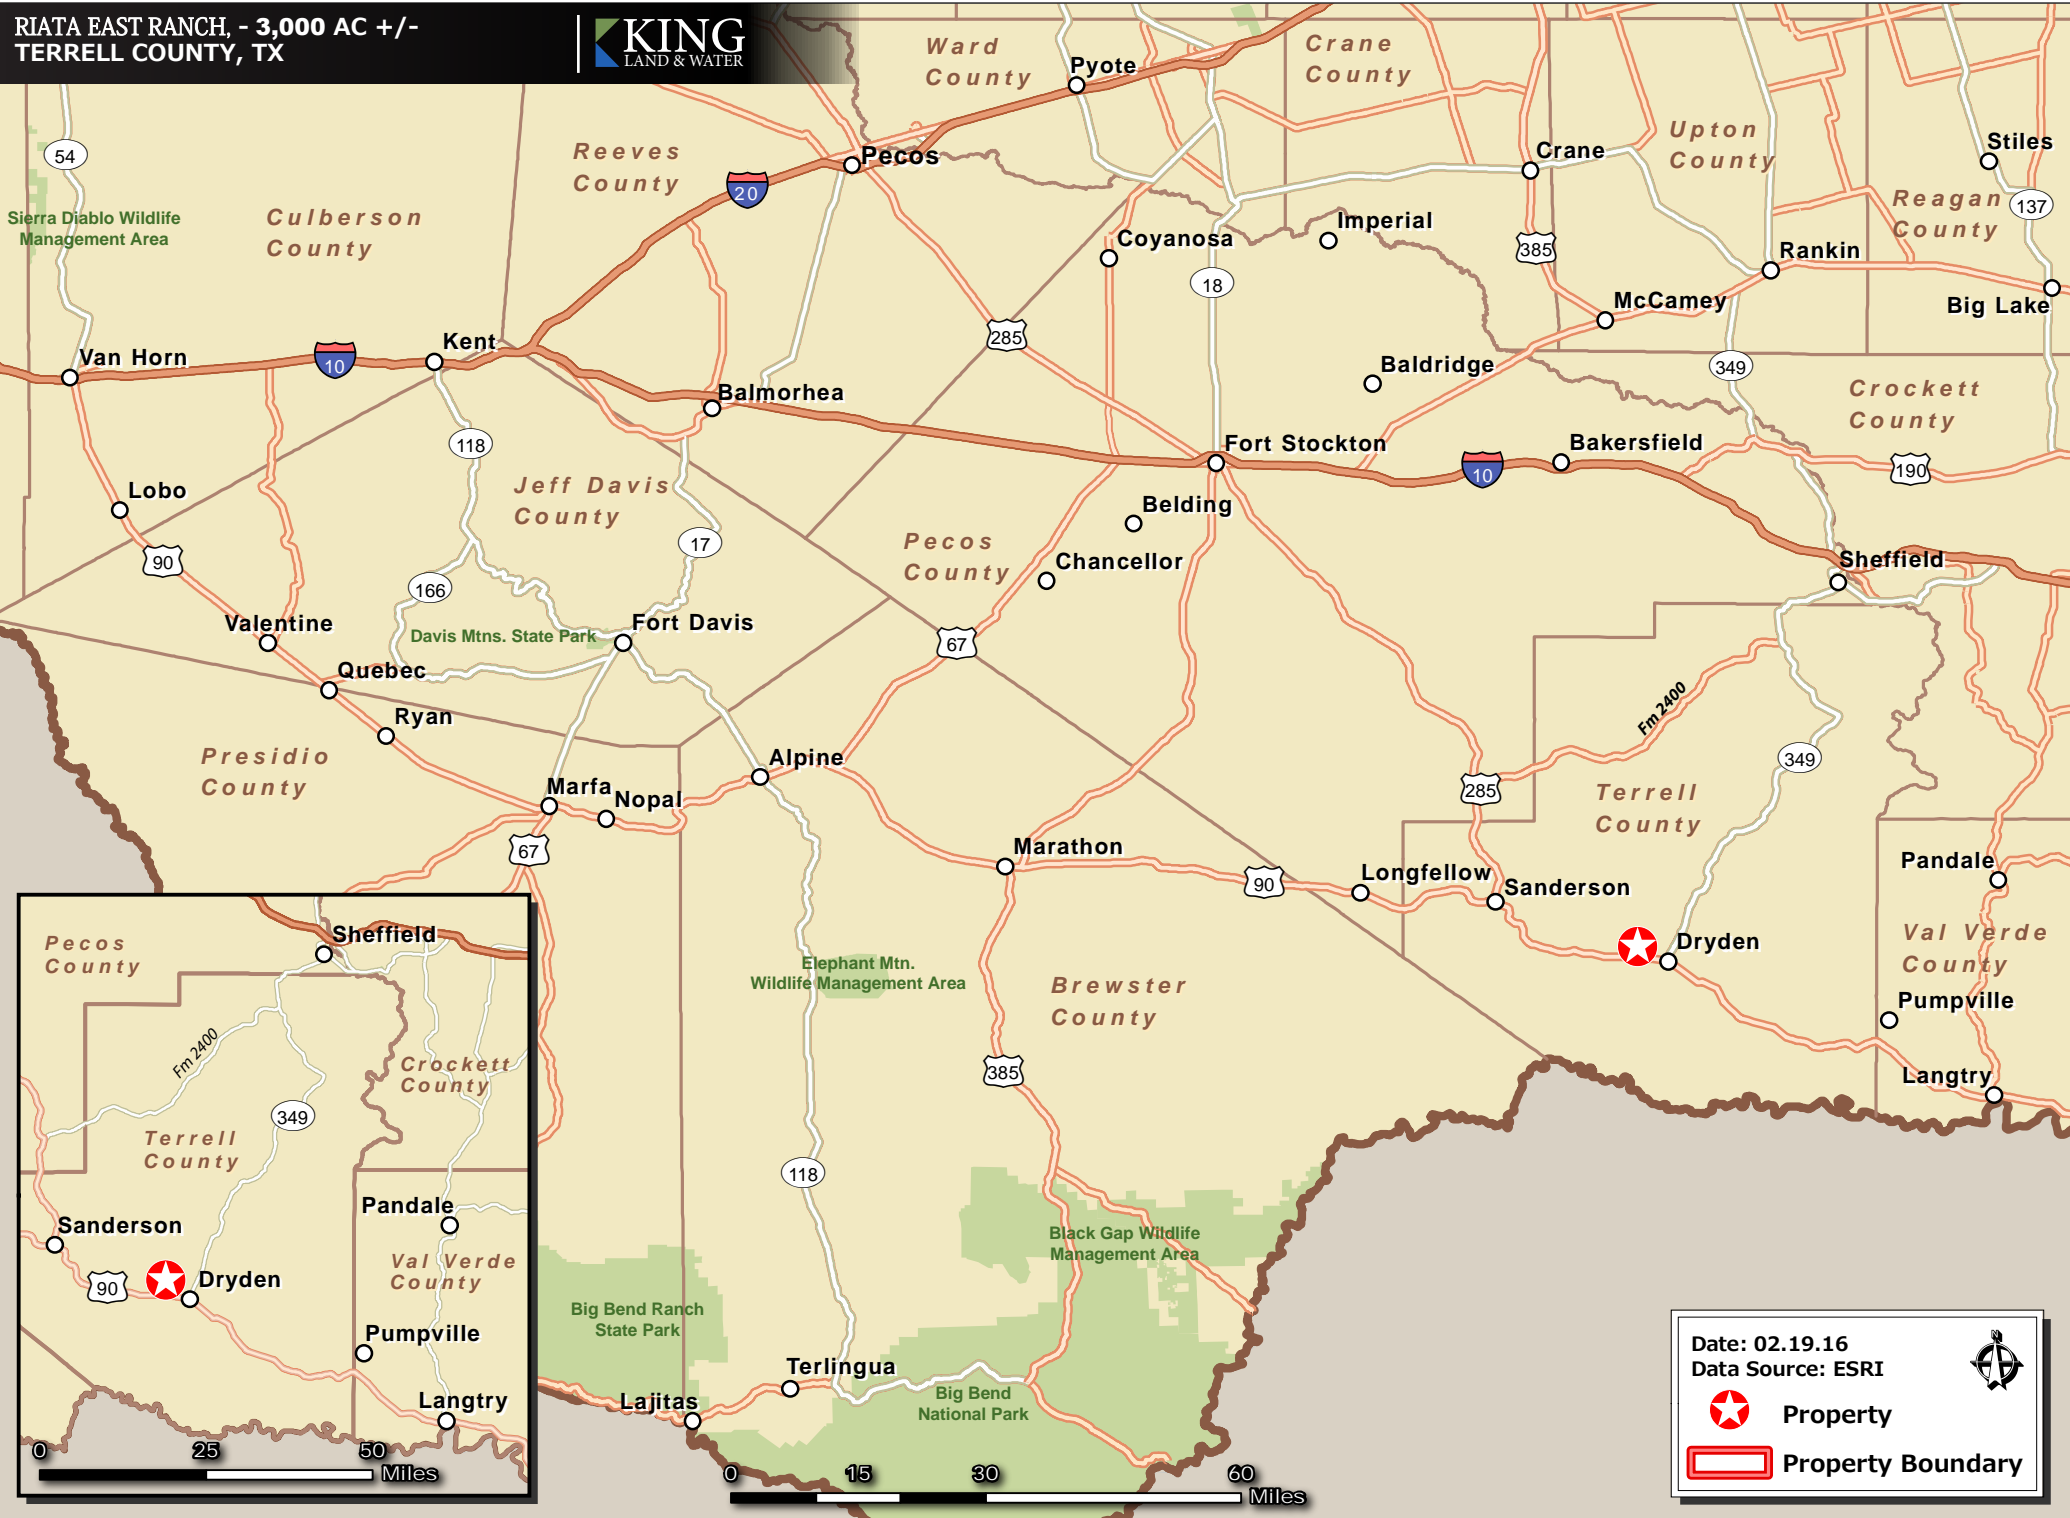 RIATA EAST RANCH, - 3,000 AC +/-
TERRELL COUNTY, TX
KING
LAND & WATER
Ward
County
Crane
County
Pyote
54
Reeves
County
Pecos
Crane
Upton
County
Stiles
20
Sierra Diablo Wildlife
Management Area
Culberson
County
Reagan
County
137
Coyanosa
Imperial
385
Rankin
18
McCamey
Big Lake
285
Van Horn
10
Kent
Baldridge
349
Balmorhea
Crockett
County
118
Fort Stockton
10
Bakersfield
190
Lobo
Jeff Davis
County
Belding
90
17
Pecos
County
Chancellor
Sheffield
166
Valentine
Davis Mtns. State Park
Fort Davis
67
Quebec
Fm 2400
Ryan
Presidio
County
Alpine
349
285
Terrell
County
Marfa
Nopal
67
Marathon
90
Longfellow
Sanderson
Pandale
Dryden
Val Verde
County
Elephant Mtn.
Wildlife Management Area
Brewster
County
Pumpville
385
Langtry
118
Black Gap Wildlife
Management Area
Big Bend Ranch
State Park
Terlingua
Lajitas
Big Bend
National Park
0 15 30 60
Miles
Pecos
County
Sheffield
Fm 2400
Crockett
County
349
Terrell
County
Pandale
Sanderson
Val Verde
County
90
Dryden
Pumpville
Langtry
0 25 50
Miles
Date: 02.19.16
Data Source: ESRI
N
Property
Property Boundary